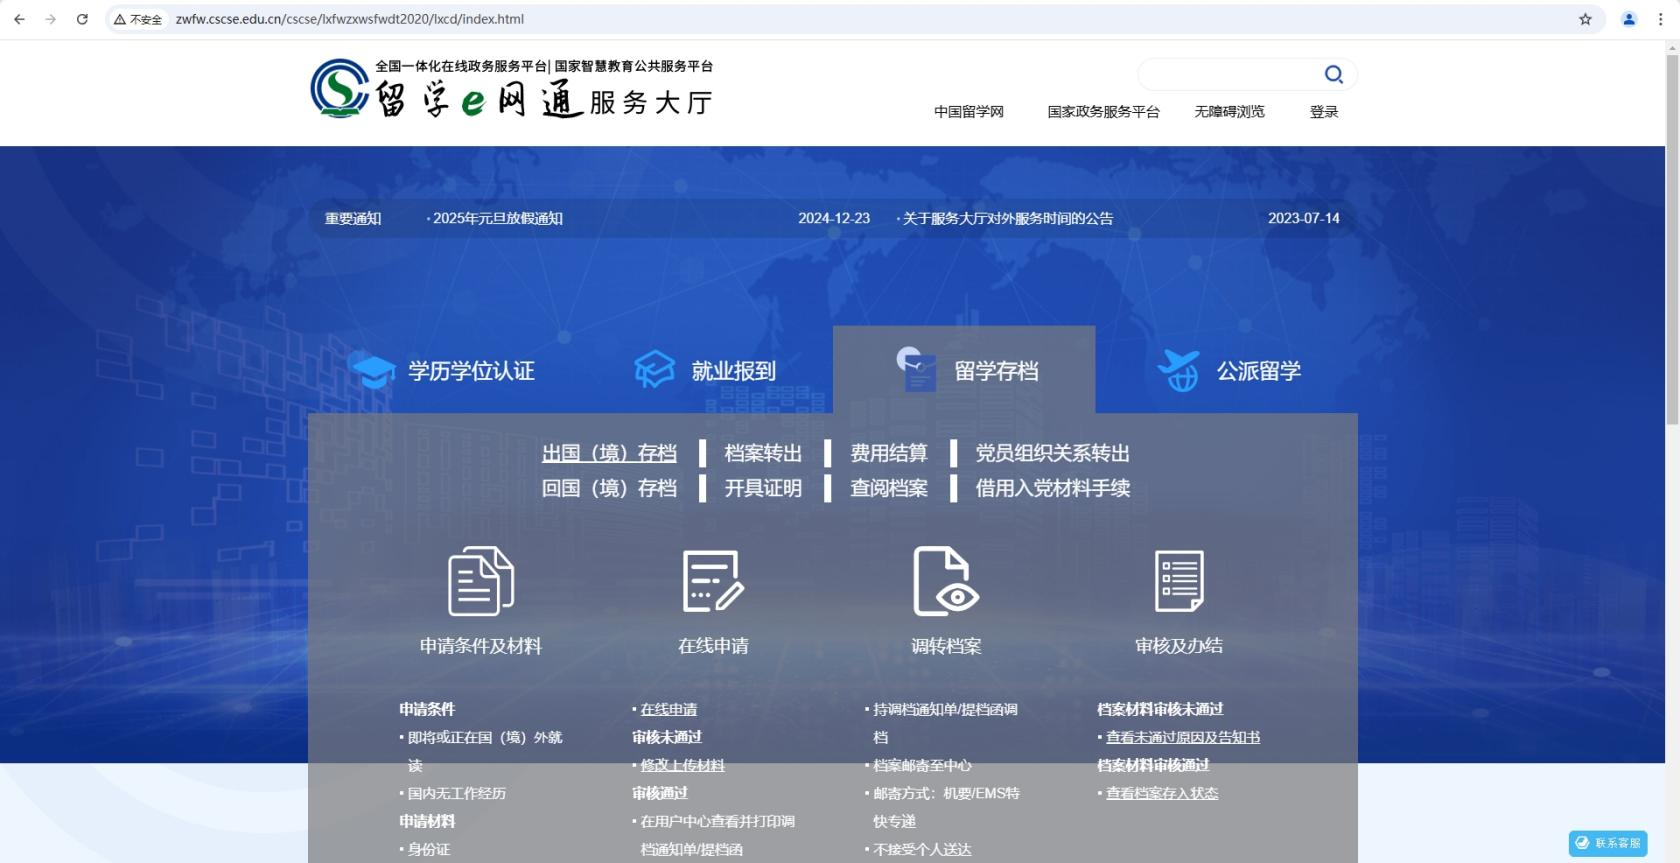 不安全 zwfw.cscse.edu.cn/cscse/lxfwzxwsfwdt2020/lxcd/index.html
全国一体化在线政务服务平台| 国家智慧教育公共服务平台
留学e网通服务大厅
中国留学网 国家政务服务平台 无障碍浏览 登录
重要通知 · 2025年元旦放假通知 2024-12-23 · 关于服务大厅对外服务时间的公告 2023-07-14
学历学位认证 就业报到 留学存档 公派留学
出国（境）存档 档案转出 费用结算 党员组织关系转出
回国（境）存档 开具证明 查阅档案 借用入党材料手续
申请条件及材料 在线申请 调转档案 审核及办结
申请条件
· 即将或正在国（境）外就
读
· 国内无工作经历
申请材料
· 身份证
· 在线申请
审核未通过
· 修改上传材料
审核通过
· 在用户中心查看并打印调
档通知单/提档函
· 持调档通知单/提档函调
档
· 档案邮寄至中心
· 邮寄方式：机要/EMS特
快专递
· 不接受个人送达
档案材料审核未通过
· 查看未通过原因及告知书
档案材料审核通过
· 查看档案存入状态
联系客服